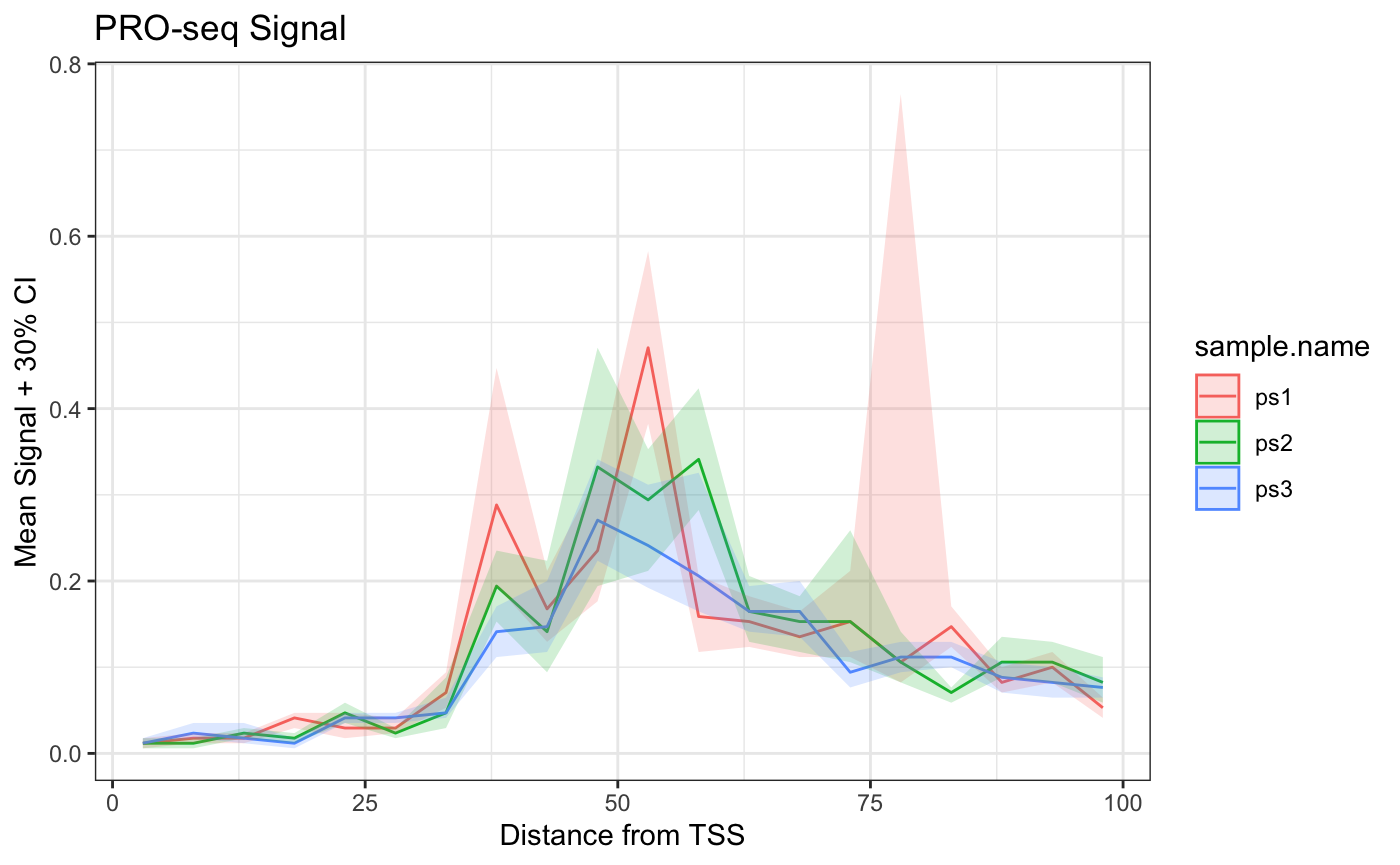 PRO-seq Signal
Mean Signal + 30% CI
0.8
0.6
0.4
0.2
0.0
0 25 50 75 100
Distance from TSS
sample.name
ps1
ps2
ps3